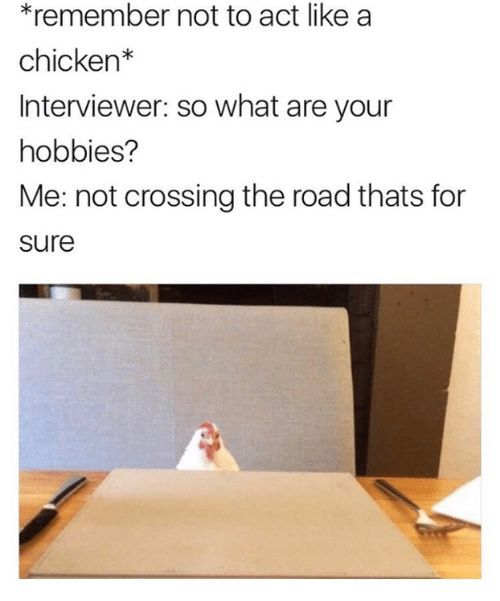 *remember not to act like a
chicken*
Interviewer: so what are your
hobbies?
Me: not crossing the road thats for
sure